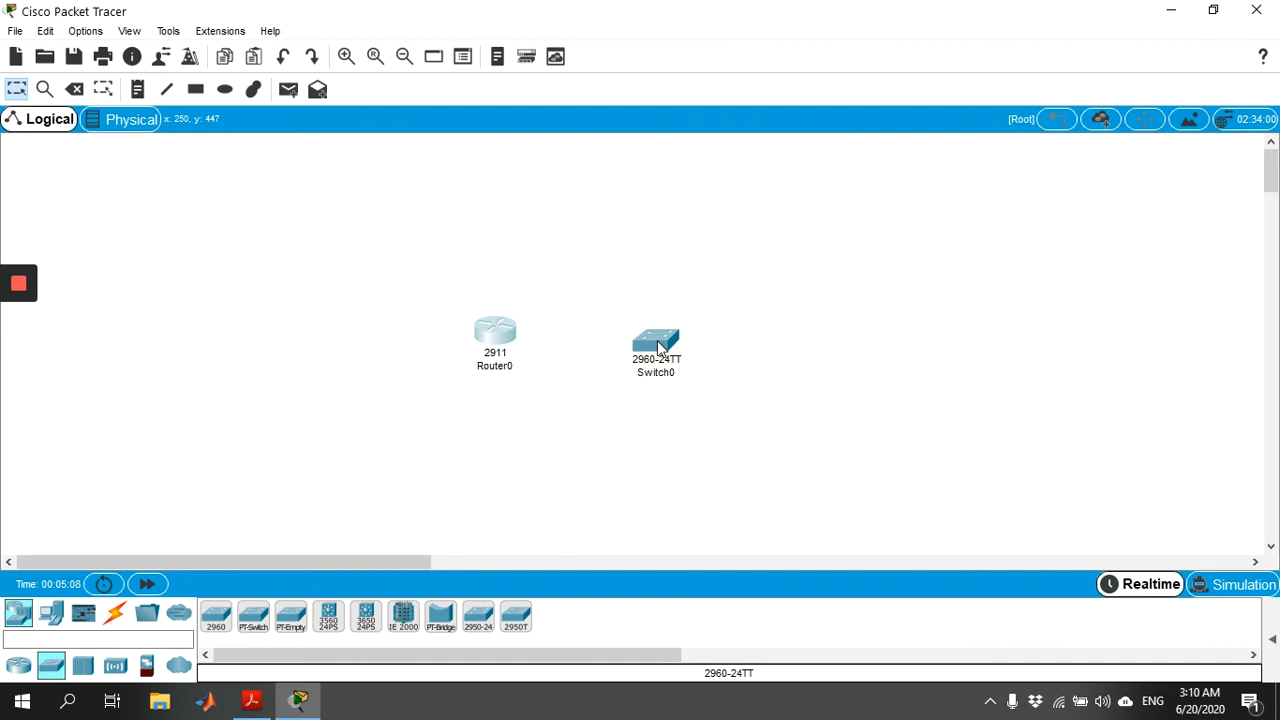 Cisco Packet Tracer
File Edit Options View Tools Extensions Help
?
Logical Physical x: 250, y: 447 [Root] 02:34:00
2911
Router0
2960-24TT
Switch0
Time: 00:05:08 Realtime Simulation
2960 PT-Switch PT-Empty 3560 24PS 3650 24PS IE 2000 PT-Bridge 2950-24 2950T
2960-24TT
ENG 3:10 AM
6/20/2020
1